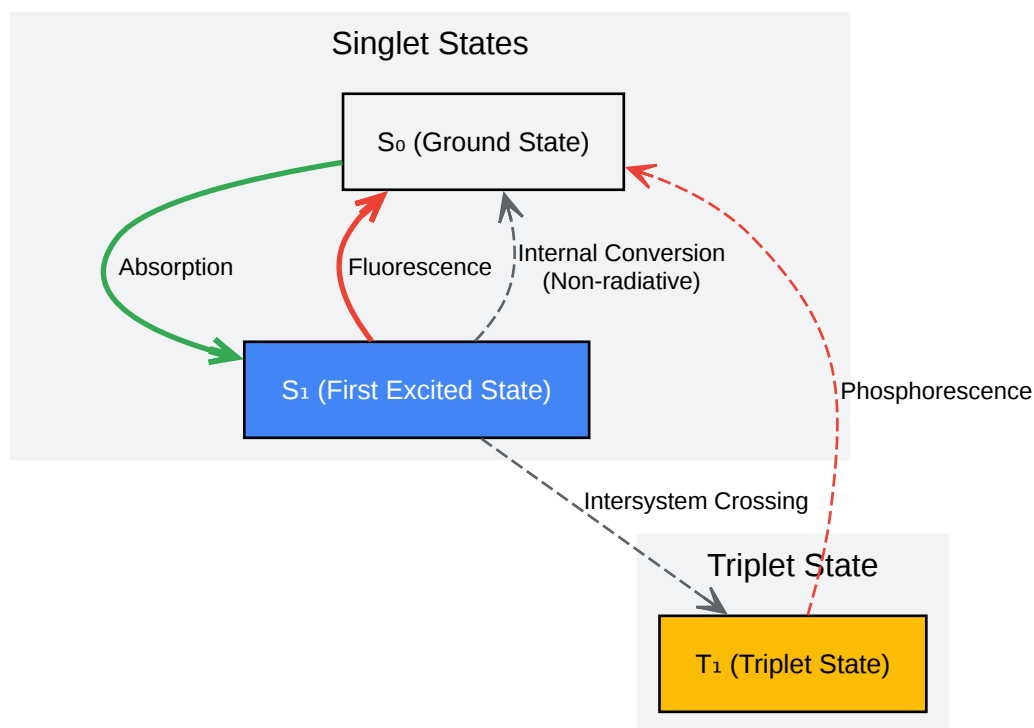 Singlet States
S₀ (Ground State)
Absorption
Fluorescence
Internal Conversion
(Non-radiative)
S₁ (First Excited State)
Phosphorescence
Intersystem Crossing
Triplet State
T₁ (Triplet State)